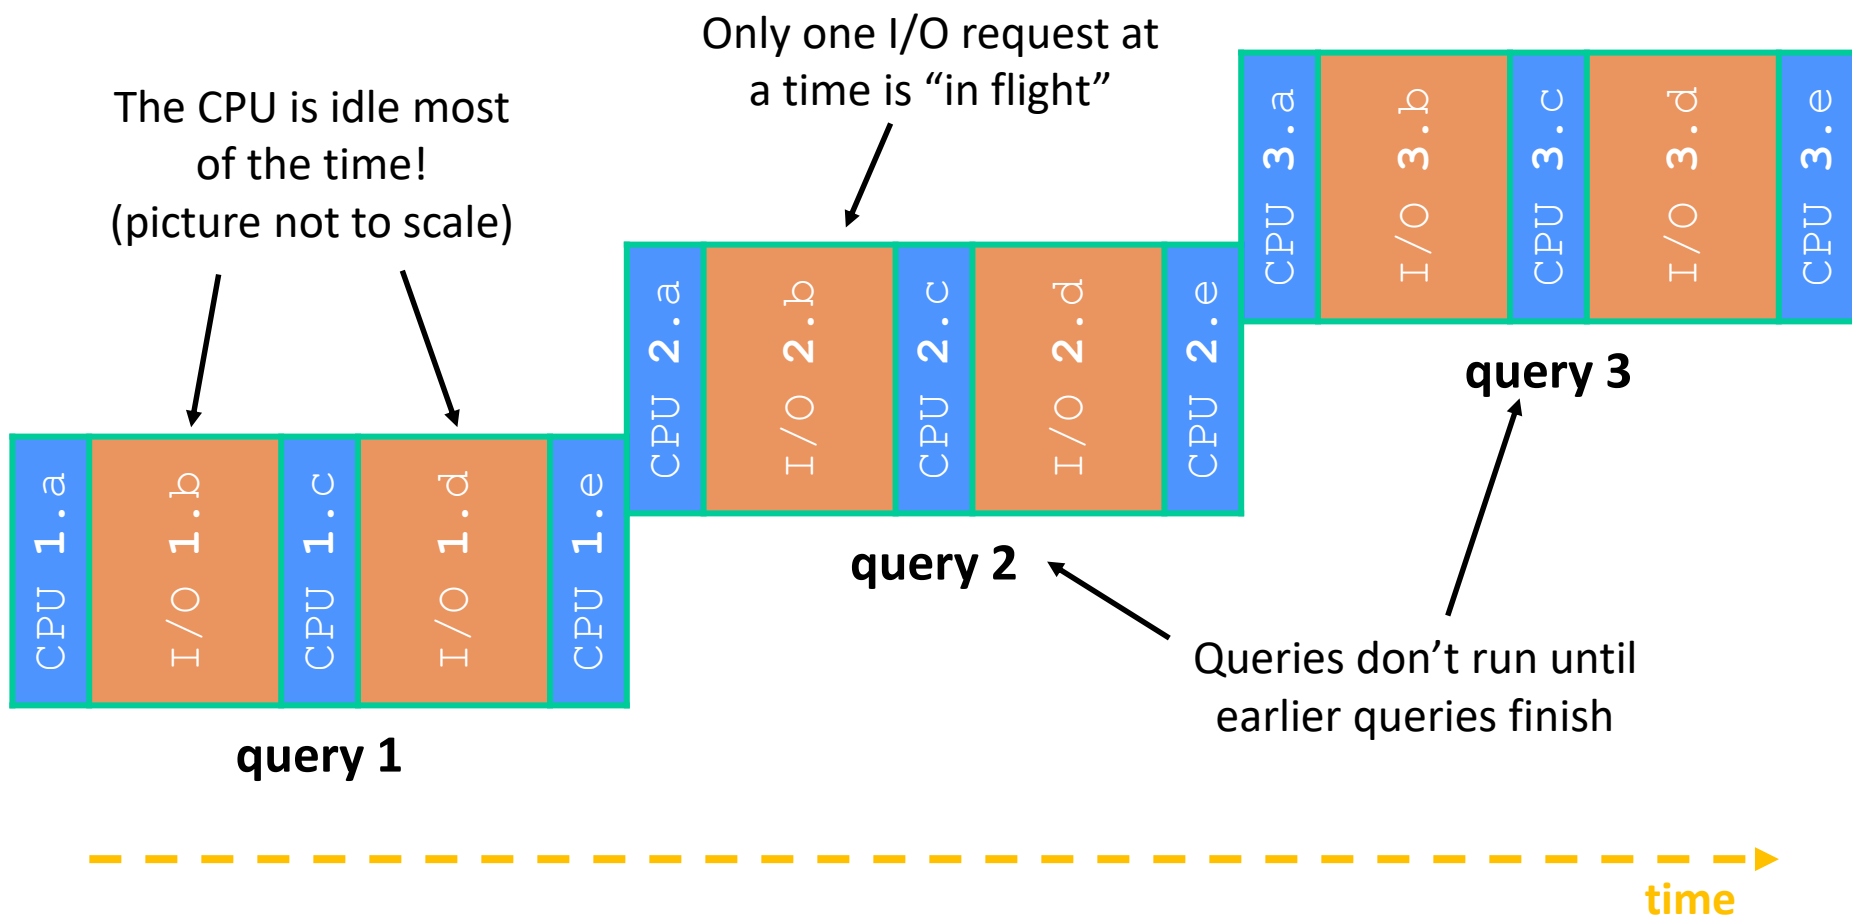 The CPU is idle most
of the time!
(picture not to scale)
Only one I/O request at
a time is “in flight”
CPU 1.a
I/O 1.b
CPU 1.c
I/O 1.d
CPU 1.e
query 1
CPU 2.a
I/O 2.b
CPU 2.c
I/O 2.d
CPU 2.e
query 2
CPU 3.a
I/O 3.b
CPU 3.c
I/O 3.d
CPU 3.e
query 3
Queries don’t run until
earlier queries finish
time